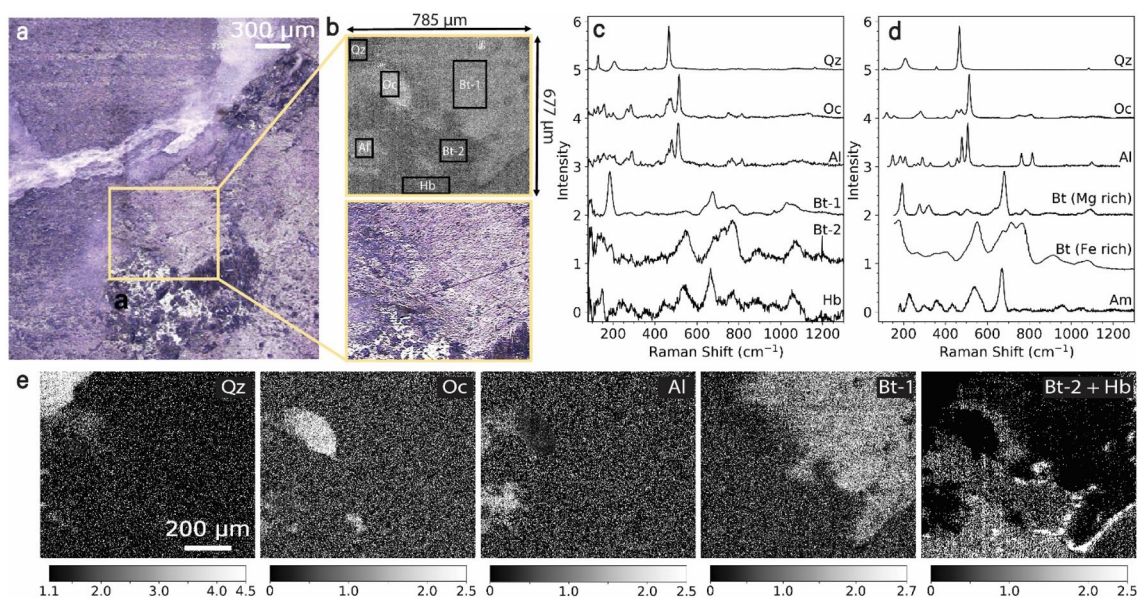 a
300 µm
a
b
785 µm
677 µm
Qz
Oc
Bt-1
Al
Bt-2
Hb
c
Intensity
6
5
4
3
2
1
0
Qz
Oc
Al
Bt-1
Bt-2
Hb
200 400 600 800 1000 1200
Raman Shift (cm⁻¹)
d
Intensity
6
5
4
3
2
1
0
Qz
Oc
Al
Bt (Mg rich)
Bt (Fe rich)
Am
200 400 600 800 1000 1200
Raman Shift (cm⁻¹)
e
Qz
200 µm
1.1 2.0 3.0 4.0 4.5
Oc
0 1.0 2.5
Al
0 1.0 2.5
Bt-1
0 1.0 2.0 2.7
Bt-2 + Hb
0 1.0 2.0 2.5